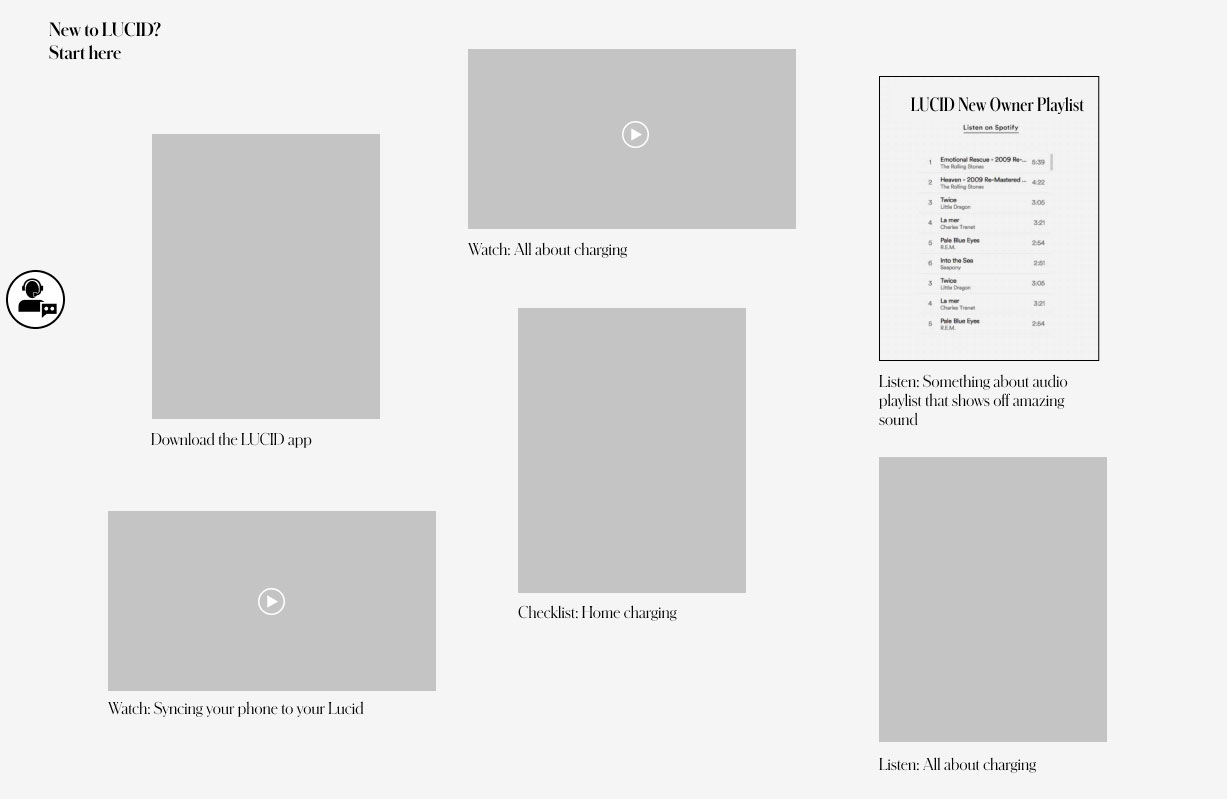 New to LUCID?
Start here
Download the LUCID app
Watch: Syncing your phone to your Lucid
Watch: All about charging
Checklist: Home charging
LUCID New Owner Playlist
Listen on Spotify
1 Emotional Rescue - 2009 Re-... 5:39
The Rolling Stones
2 Heaven - 2009 Re-Mastered ... 4:22
The Rolling Stones
3 Twice 3:05
Little Dragon
4 La mer 3:21
Charles Trenet
5 Pale Blue Eyes 2:54
R.E.M.
6 Into the Sea 2:51
Seapony
3 Twice 3:05
Little Dragon
4 La mer 3:21
Charles Trenet
5 Pale Blue Eyes 2:54
R.E.M.
Listen: Something about audio
playlist that shows off amazing
sound
Listen: All about charging